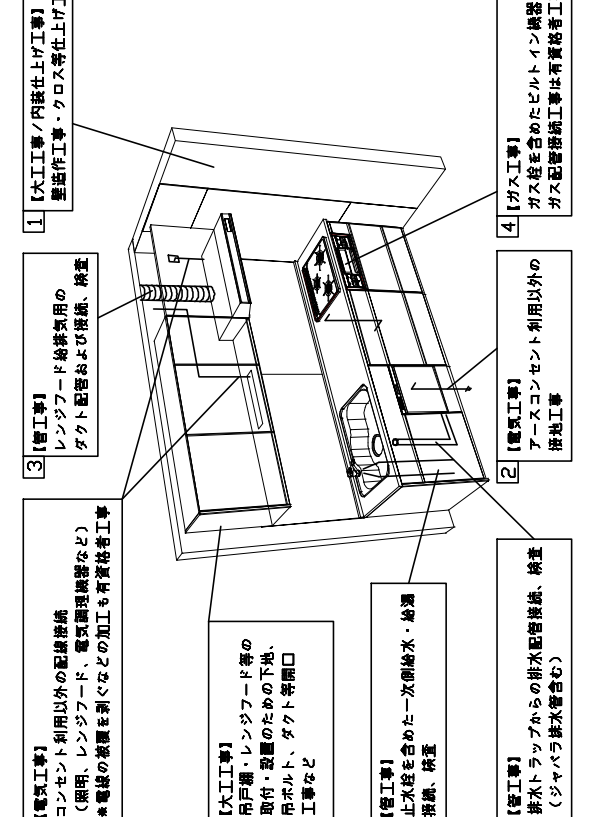 1
【大工工事／内装仕上げ工事】
壁造作工事・クロス等仕上げ工
3
【管工事】
レンジフード給排気用の
ダクト配管および接続、検査
【電気工事】
コンセント利用以外の配線接続
（照明、レンジフード、電気調理機器など）
※電線の被覆を剥ぐなどの加工も有資格者工事
【大工工事】
吊戸棚・レンジフード等の
取付・設置のための下地、
吊ボルト、ダクト等開口
工事など
【管工事】
止水栓を含めた一次側給水・給湯
接続、検査
4
【ガス工事】
ガス栓を含めたビルトイン機器
ガス配管接続工事は有資格者工
2
【電気工事】
アースコンセント利用以外の
接地工事
【管工事】
排水トラップからの排水配管接続、検査
（ジャバラ排水管含む）